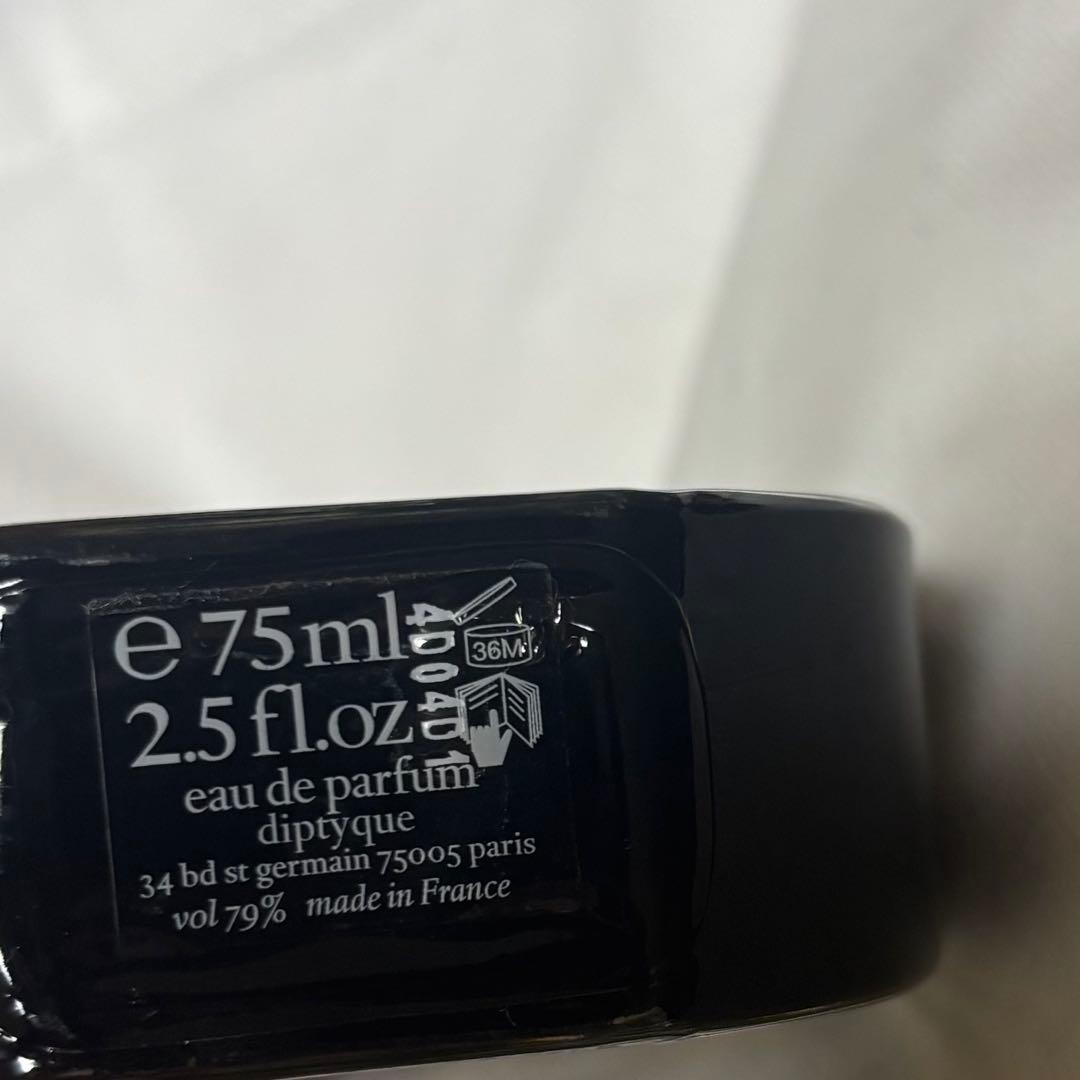 e 75ml
2.5 fl.oz
eau de parfum
diptyque
34 bd st germain 75005 paris
vol 79% made in France
4D04D1
36M